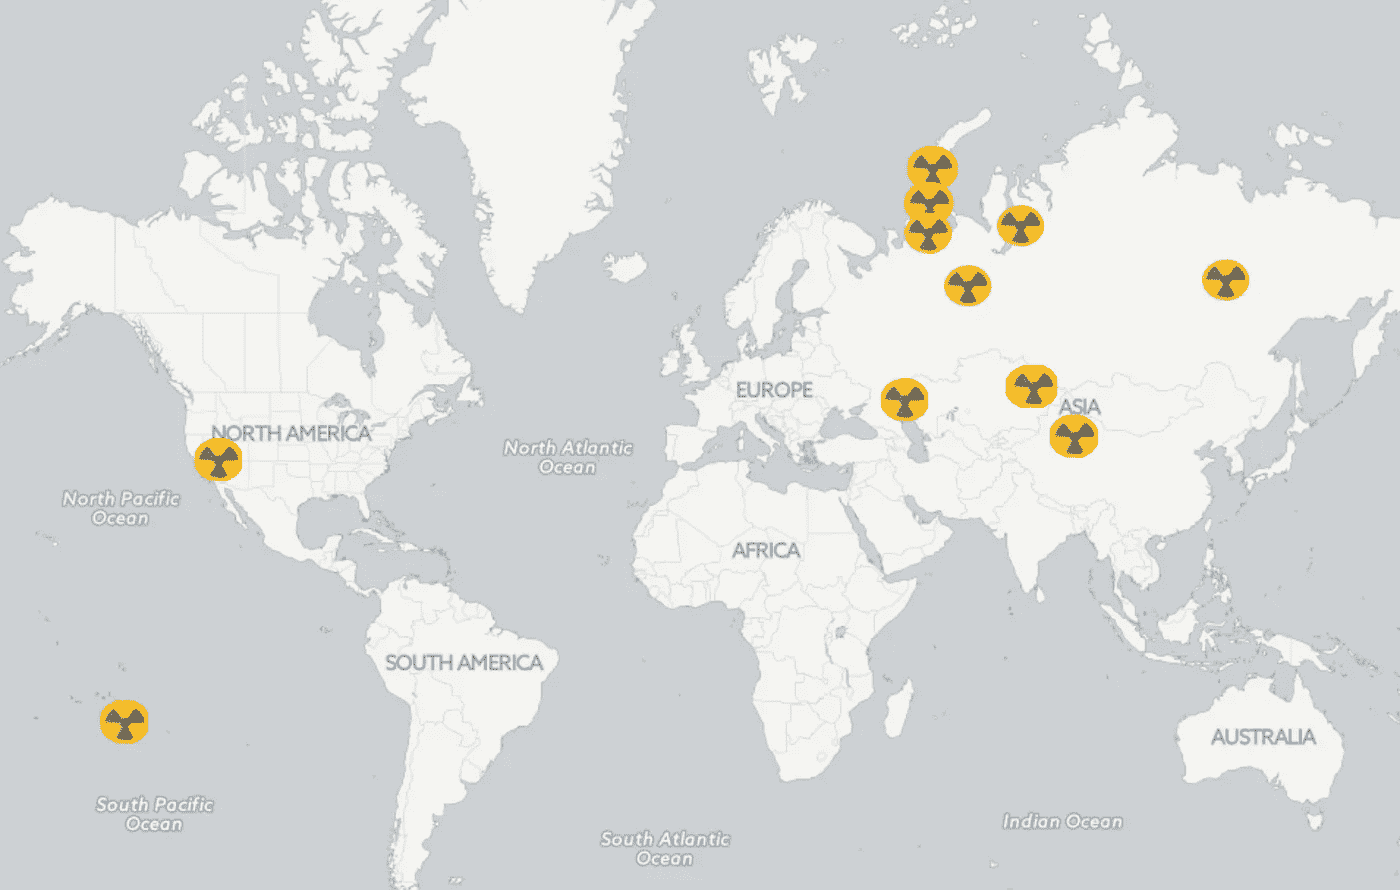 EUROPE
ASIA
NORTH AMERICA
North Atlantic
Ocean
North Pacific
Ocean
AFRICA
SOUTH AMERICA
AUSTRALIA
South Pacific
Ocean
Indian Ocean
South Atlantic
Ocean